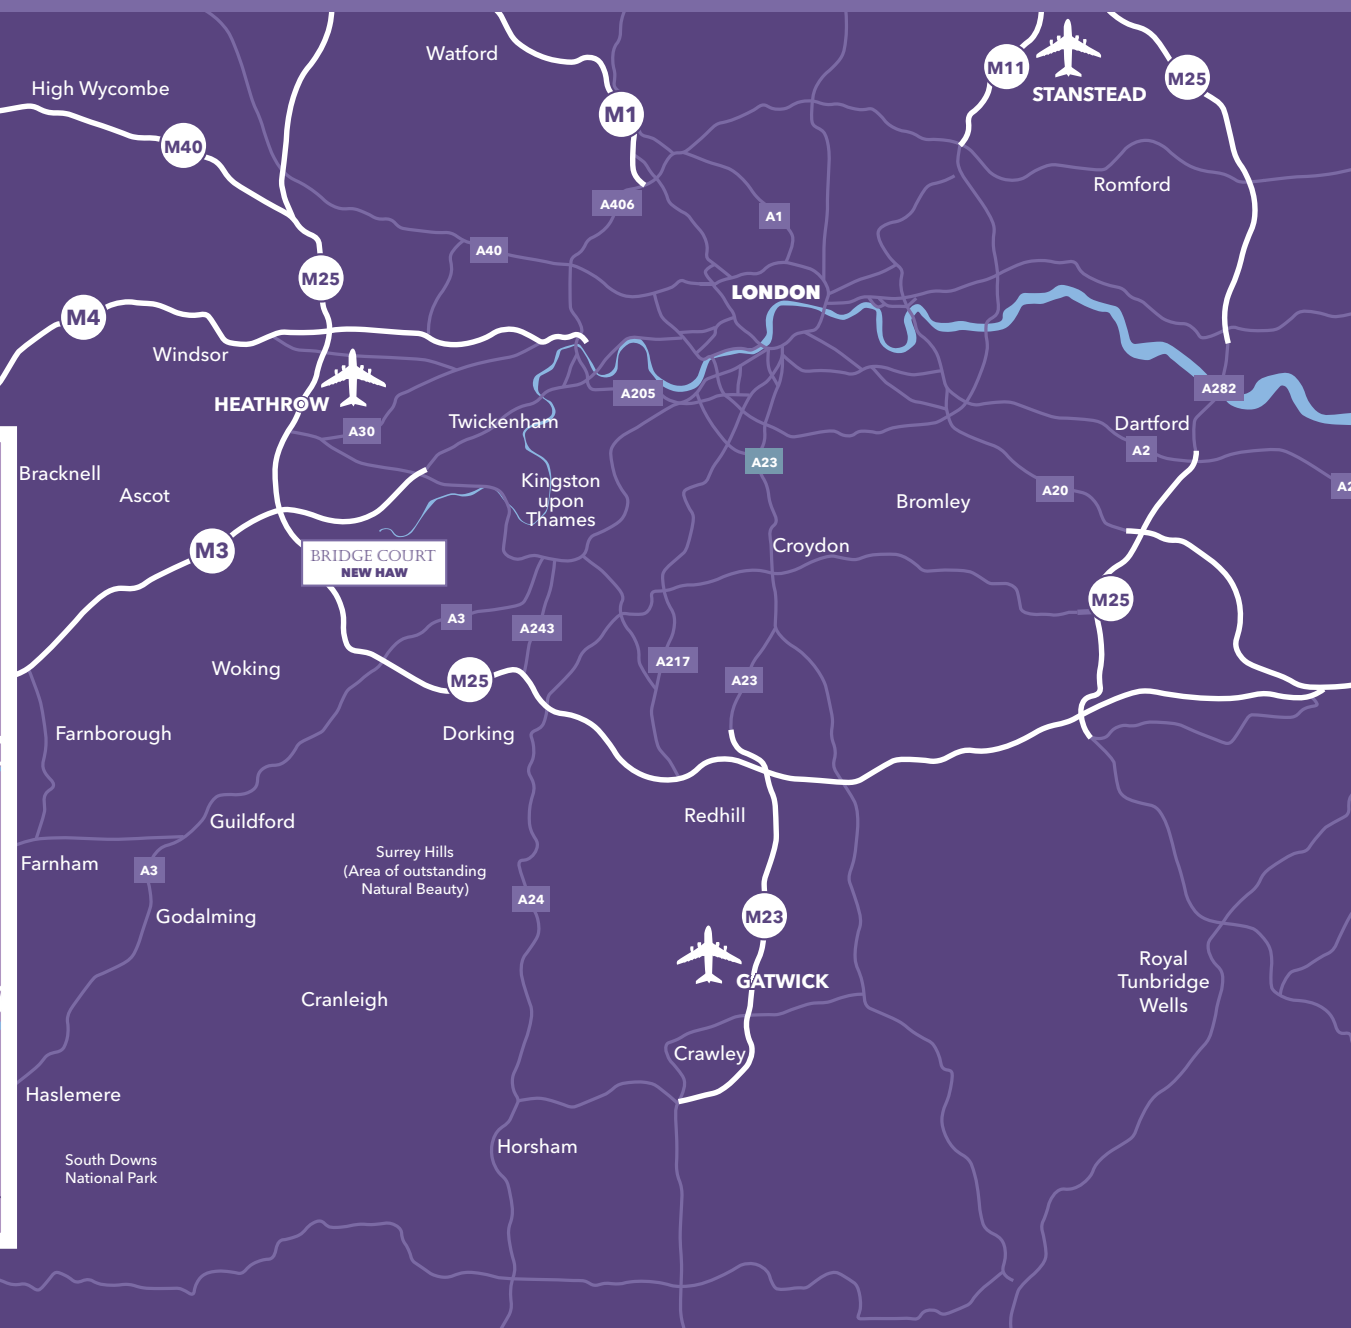 Watford
M11
STANSTEAD
M25
High Wycombe
M1
M40
Romford
A406
A1
A40
M25
LONDON
M4
Windsor
HEATHROW
A205
A282
A30
Twickenham
Dartford
A2
A23
Bracknell
Ascot
Kingston
upon
Thames
A20
Bromley
A2
M3
BRIDGE COURT
NEW HAW
Croydon
M25
A3
A243
Woking
A217
M25
A23
Farnborough
Dorking
Guildford
Redhill
Surrey Hills
(Area of outstanding
Natural Beauty)
Farnham
A3
A24
Godalming
M23
GATWICK
Royal
Tunbridge
Wells
Cranleigh
Crawley
Haslemere
Horsham
South Downs
National Park